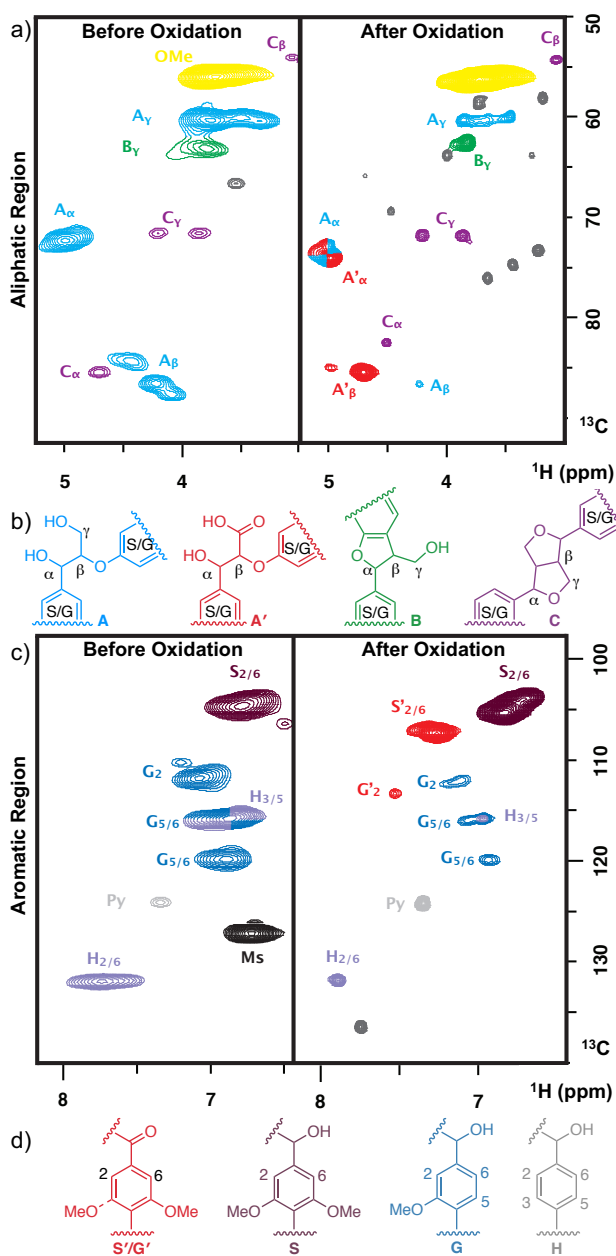 a)
Before Oxidation
After Oxidation
Cβ
Cβ
50
OMe
Aγ
Aγ
60
Bγ
Bγ
Aliphatic Region
Aα
Cγ
Aα
Cγ
70
A'α
Cα
80
Cα
Aβ
A'β
Aβ
13C
5
4
5
4
1H (ppm)
b)
HO
γ
HO
α
β
O
S/G
S/G
A
HO
O
HO
α
β
O
S/G
S/G
A'
S/G
O
α
β
γ
OH
S/G
B
S/G
O
β
γ
α
O
S/G
C
c)
Before Oxidation
After Oxidation
100
S2/6
S2/6
S'2/6
110
G2
G2
G'2
H3/5
H3/5
G5/6
G5/6
G5/6
G5/6
120
Aromatic Region
Py
Py
Ms
H2/6
H2/6
130
13C
8
7
8
7
1H (ppm)
d)
O
2
6
MeO
OMe
S'/G'
OH
2
6
MeO
OMe
S
OH
2
6
MeO
5
G
OH
2
6
3
5
H